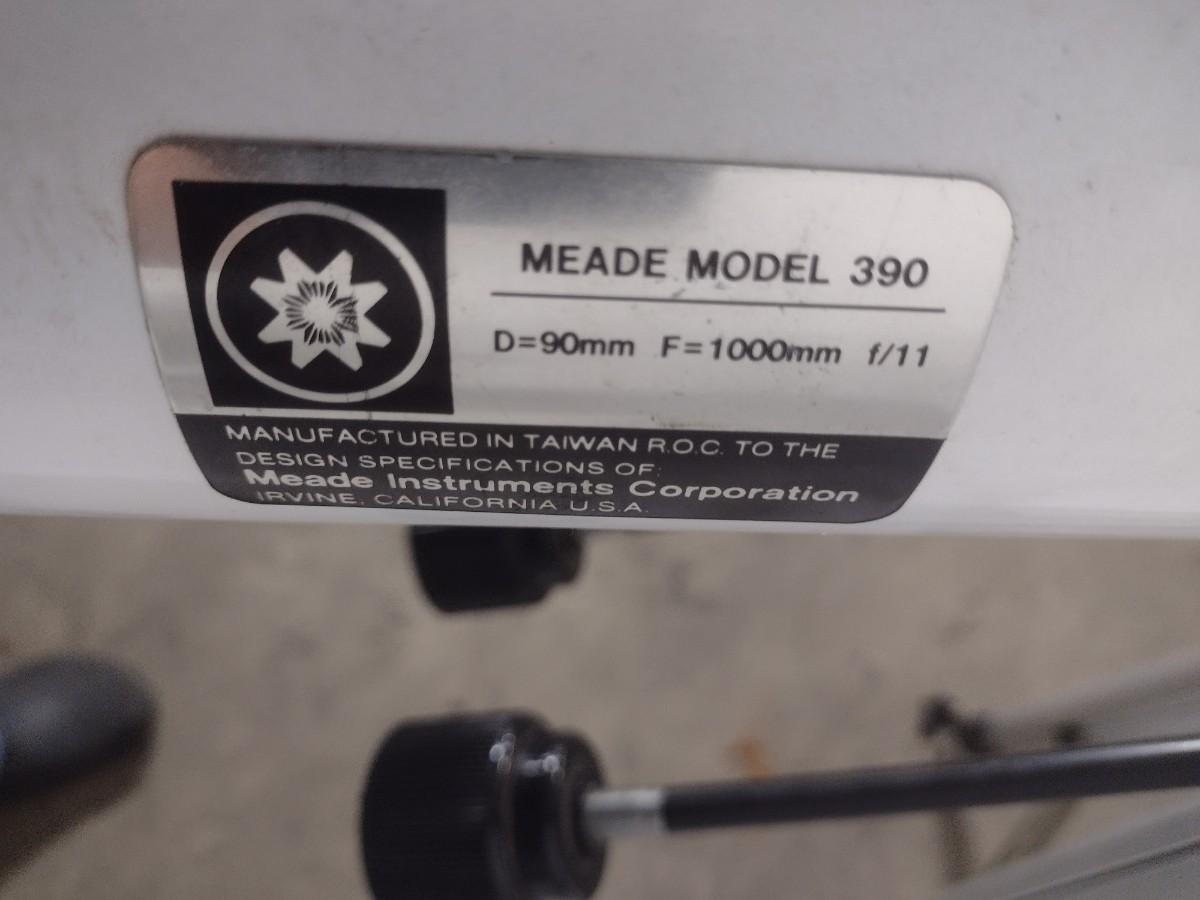 MEADE MODEL 390
D=90mm F=1000mm f/11
MANUFACTURED IN TAIWAN R.O.C. TO THE
DESIGN SPECIFICATIONS OF:
Meade Instruments Corporation
IRVINE, CALIFORNIA U.S.A.